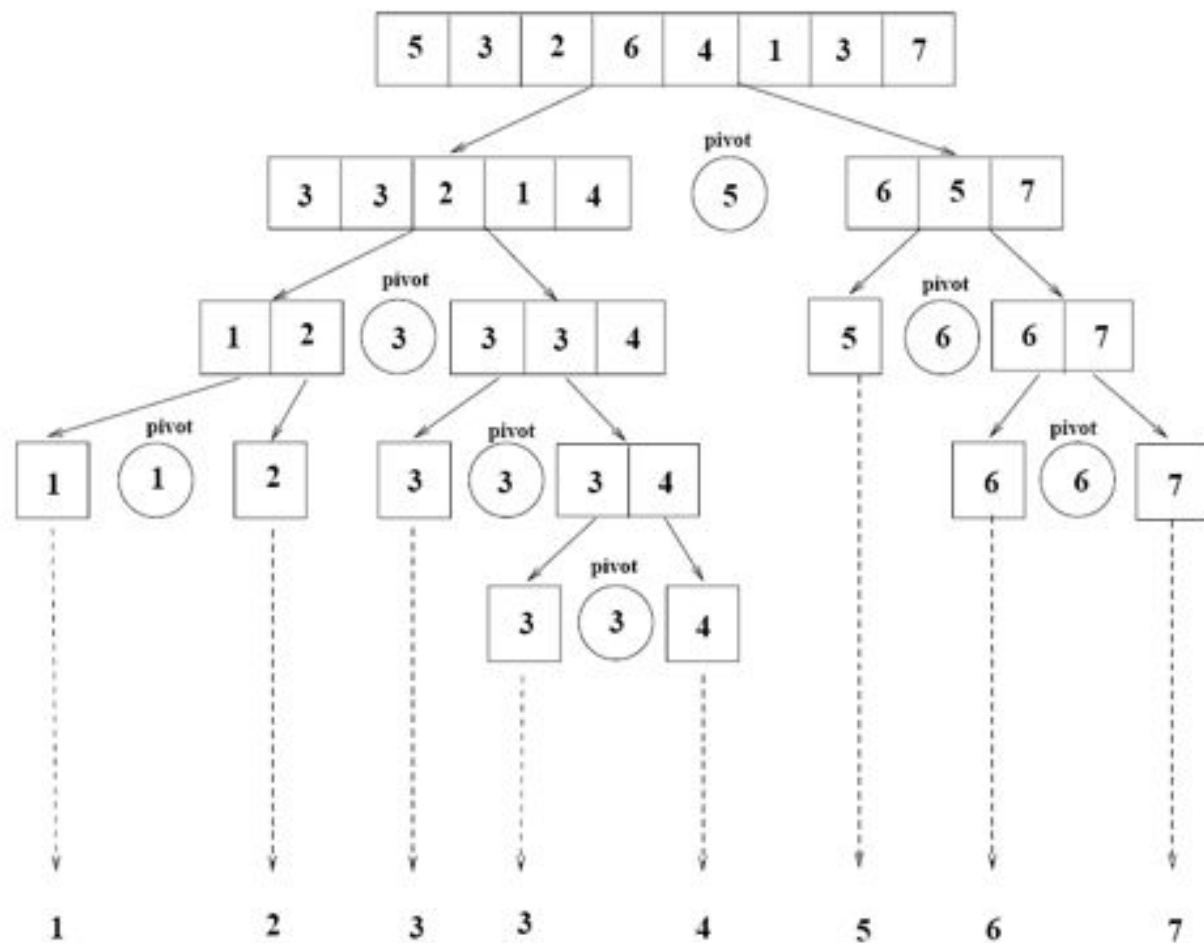 5 3 2 6 4 1 3 7
pivot
3 3 2 1 4 5 6 5 7
pivot pivot
1 2 3 3 3 4 5 6 6 7
pivot pivot pivot
1 1 2 3 3 3 4 6 6 7
pivot
3 3 4
1 2 3 3 4 5 6 7